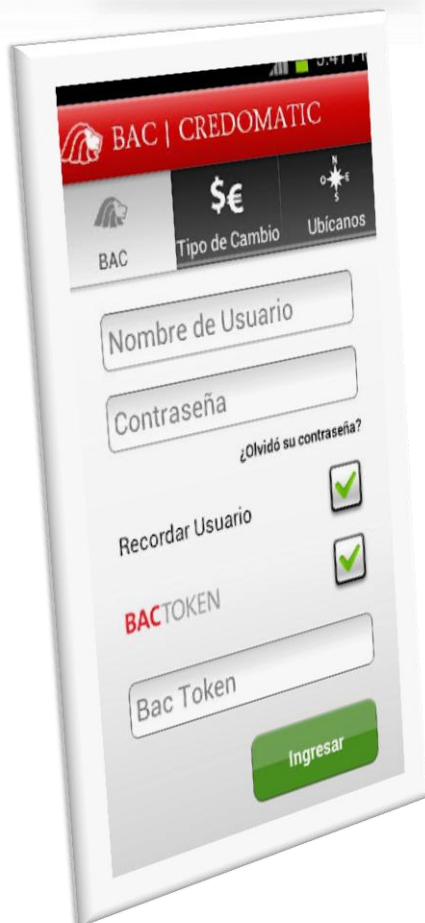 BAC | CREDOMATIC
BAC
$€
Tipo de Cambio
N
E
S
Ubícanos
Nombre de Usuario
Contraseña
¿Olvidó su contraseña?
Recordar Usuario
BACTOKEN
Bac Token
Ingresar